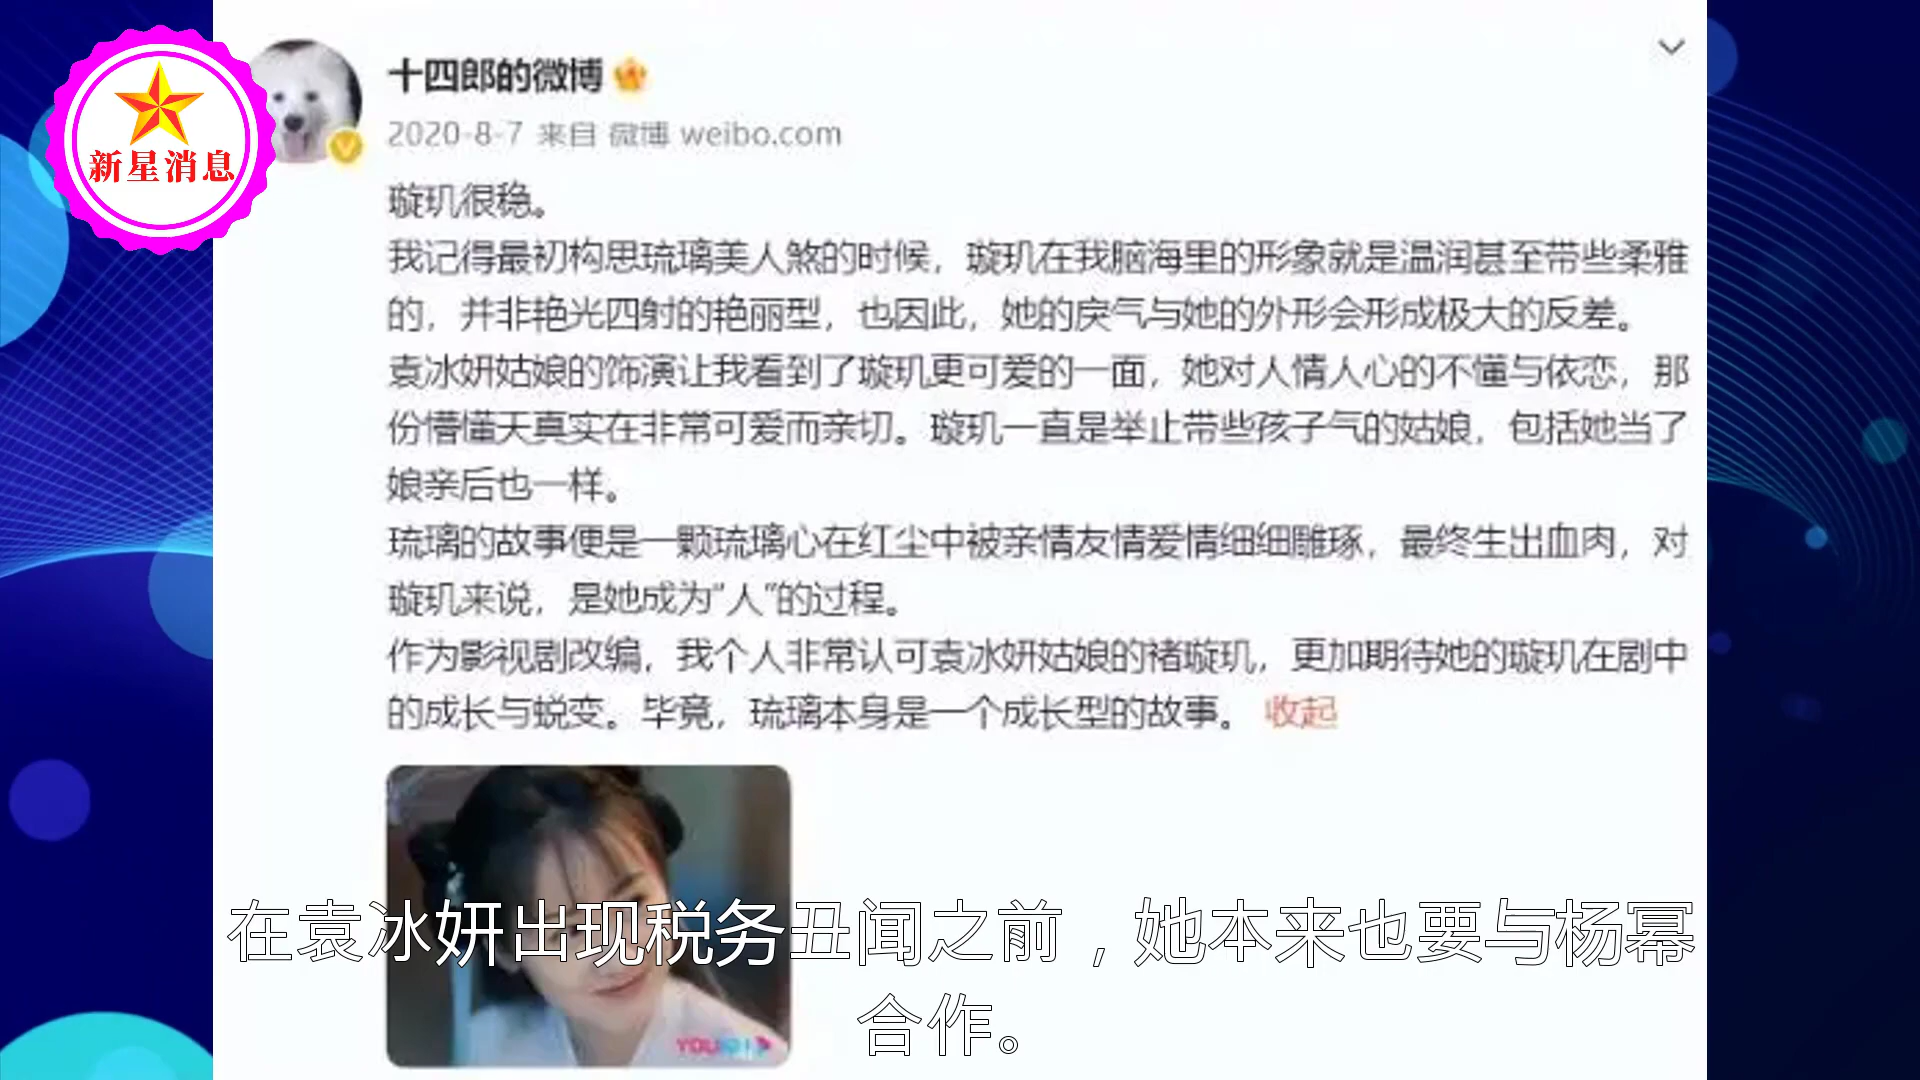 新星消息
十四郎的微博
2020-8-7 来自 微博 weibo.com
璇玑很稳。
我记得最初构思琉璃美人煞的时候，璇玑在我脑海里的形象就是温润甚至带些柔雅
的，并非艳光四射的艳丽型，也因此，她的戾气与她的外形会形成极大的反差。
袁冰妍姑娘的饰演让我看到了璇玑更可爱的一面，她对人情人心的不懂与依恋，那
份懵懂天真实在非常可爱而亲切。璇玑一直是举止带些孩子气的姑娘，包括她当了
娘亲后也一样。
琉璃的故事便是一颗琉璃心在红尘中被亲情友情爱情细细雕琢，最终生出血肉，对
璇玑来说，是她成为“人”的过程。
作为影视剧改编，我个人非常认可袁冰妍姑娘的褚璇玑，更加期待她的璇玑在剧中
的成长与蜕变。毕竟，琉璃本身是一个成长型的故事。 收起
在袁冰妍出现税务丑闻之前，她本来也要与杨幂
合作。